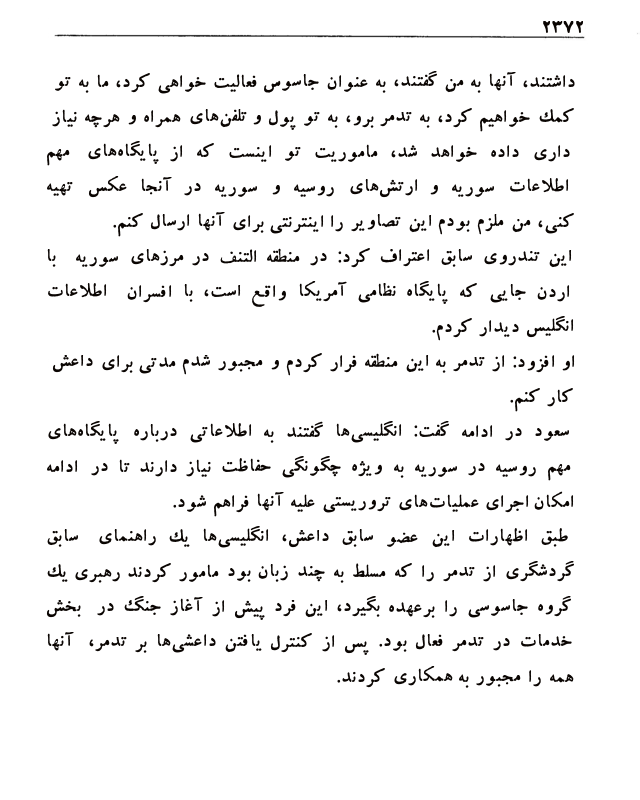 ۲۳۷۲
داشتند، آنها به من گفتند، به عنوان جاسوس فعالیت خواهی کرد، ما به تو
کمك خواهیم کرد، به تدمر برو، به تو پول و تلفن‌های همراه و هرچه نیاز
داری داده خواهد شد، ماموریت تو اینست که از پایگاه‌های مهم
اطلاعات سوریه و ارتش‌های روسیه و سوریه در آنجا عکس تهیه
کنی، من ملزم بودم این تصاویر را اینترنتی برای آنها ارسال کنم.
این تندروی سابق اعتراف کرد: در منطقه التنف در مرزهای سوریه با
اردن جایی که پایگاه نظامی آمریکا واقع است، با افسران اطلاعات
انگلیس دیدار کردم.
او افزود: از تدمر به این منطقه فرار کردم و مجبور شدم مدتی برای داعش
کار کنم.
سعود در ادامه گفت: انگلیسی‌ها گفتند به اطلاعاتی درباره پایگاه‌های
مهم روسیه در سوریه به ویژه چگونگی حفاظت نیاز دارند تا در ادامه
امکان اجرای عملیات‌های تروریستی علیه آنها فراهم شود.
طبق اظهارات این عضو سابق داعش، انگلیسی‌ها یك راهنمای سابق
گردشگری از تدمر را که مسلط به چند زبان بود مامور کردند رهبری یك
گروه جاسوسی را برعهده بگیرد، این فرد پیش از آغاز جنگ در بخش
خدمات در تدمر فعال بود. پس از کنترل یافتن داعشی‌ها بر تدمر، آنها
همه را مجبور به همکاری کردند.